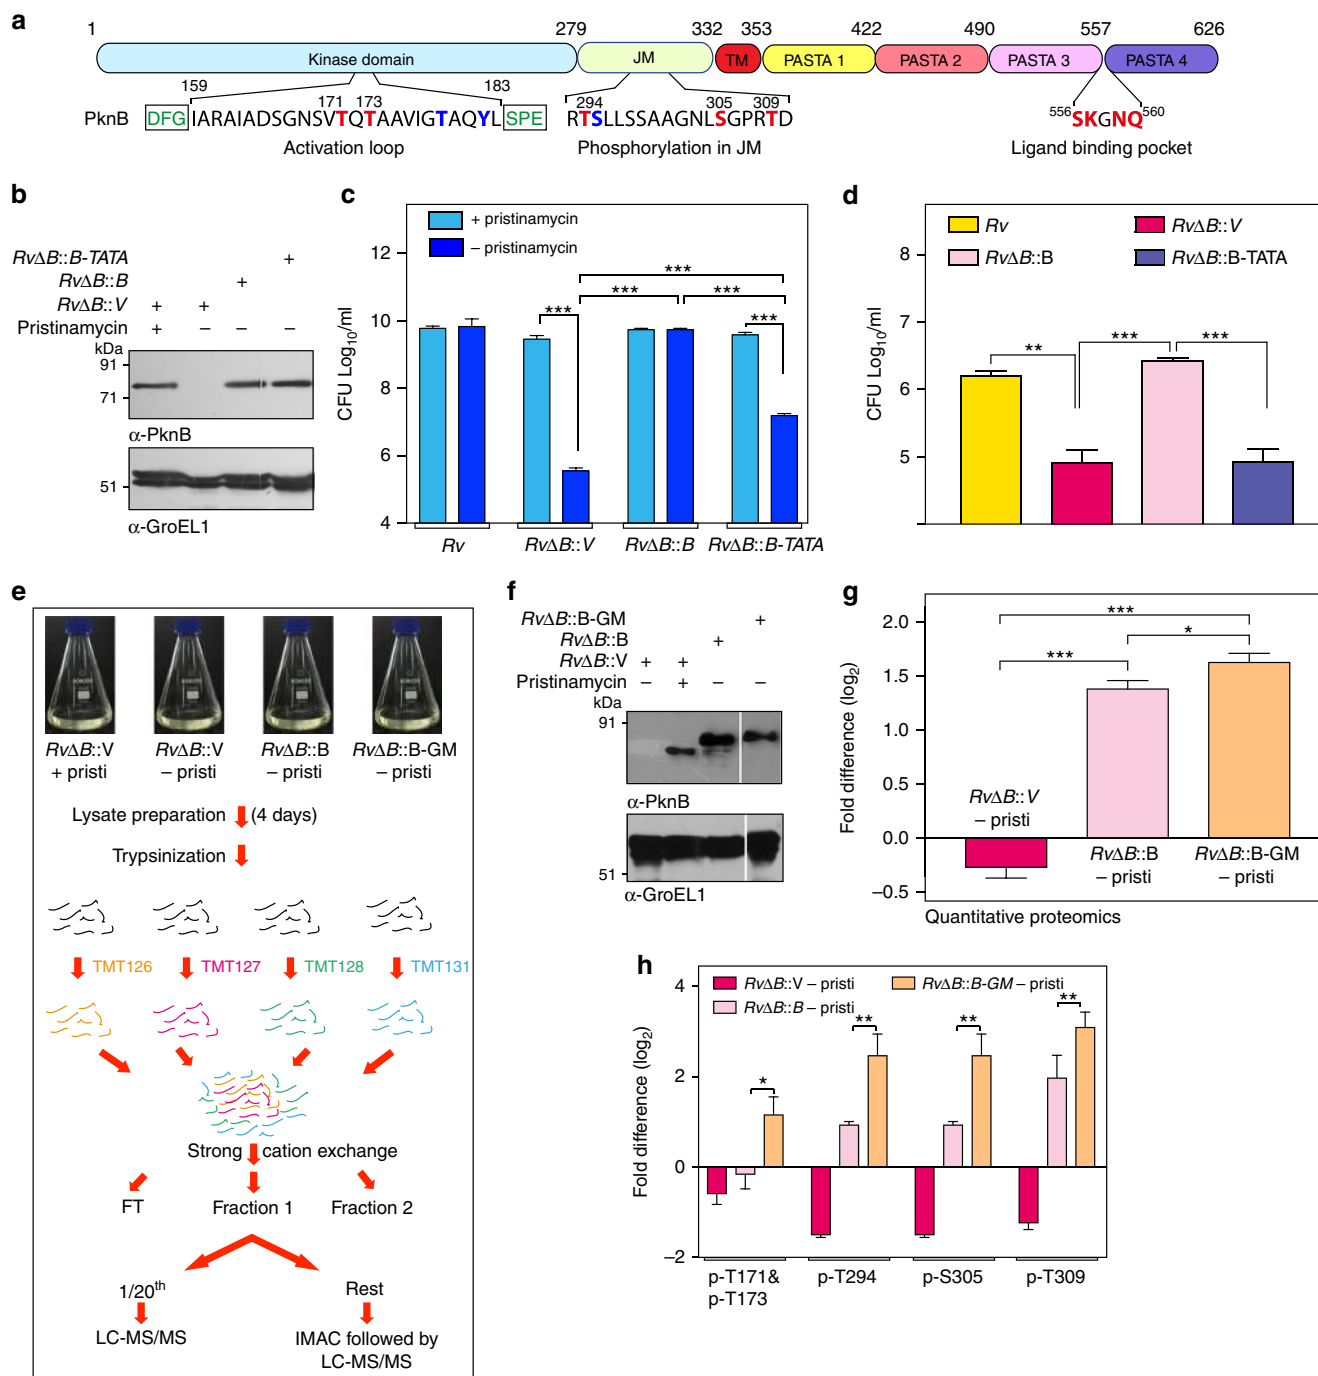 a
1 279 332 353 422 490 557 626
Kinase domain JM TM PASTA 1 PASTA 2 PASTA 3 PASTA 4
159 171 173 183 294 305 309
PknB DFG IARAIADSGNSVTQTAAVIGTAQYL SPE RTSLLSSAAGNLSGPRTD 556SKGNQ560
Activation loop Phosphorylation in JM Ligand binding pocket
b
RvΔB::B-TATA +
RvΔB::B +
RvΔB::V + +
Pristinamycin + – – –
kDa
91
71
α-PknB
51
α-GroEL1
c
+ pristinamycin
– pristinamycin
CFU Log10/ml
12
10
8
6
4
***
*** ***
*** ***
Rv RvΔB::V RvΔB::B RvΔB::B-TATA
d
Rv RvΔB::V
RvΔB::B RvΔB::B-TATA
CFU Log10/ml
8
7
6
5
** *** ***
e
RvΔB::V RvΔB::V RvΔB::B RvΔB::B-GM
+ pristi – pristi – pristi – pristi
Lysate preparation (4 days)
Trypsinization
TMT126 TMT127 TMT128 TMT131
Strong cation exchange
FT Fraction 1 Fraction 2
1/20th Rest
LC-MS/MS IMAC followed by
LC-MS/MS
f
RvΔB::B-GM +
RvΔB::B +
RvΔB::V + +
Pristinamycin – + – –
kDa
91
α-PknB
51
α-GroEL1
g
Fold difference (log2)
2.0
1.5
1.0
0.5
0.0
–0.5
***
*
***
RvΔB::V
– pristi
RvΔB::B RvΔB::B-GM
– pristi – pristi
Quantitative proteomics
h
RvΔB::V – pristi RvΔB::B-GM – pristi
RvΔB::B – pristi
Fold difference (log2)
4
2
0
–2
* ** ** **
p-T171& p-T294 p-S305 p-T309
p-T173